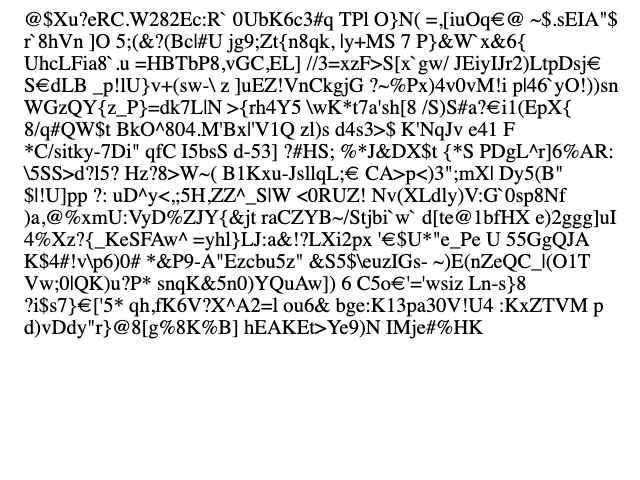 @$Xu?eRC.W282Ec:R` 0UbK6c3#q TPl O}N( =,[iuOq€@ ~$.sEIA"$
r`8hVn ]O 5;(&?(Bc|#U jg9;Zt{n8qk, |y+MS 7 P}&W`x&6{
UhcLFia8`.u =HBTbP8,vGC,EL] //3=xzF>S[x`gw/ JEiyIJr2)LtpDsj€
S€dLB _p!lU}v+(sw-\ z ]uEZ!VnCkgjG ?~%Px)4v0vM!i p|46`yO!))sn
WGzQY{z_P}=dk7L|N >{rh4Y5 \wK*t7a'sh[8 /S)S#a?€i1(EpX{
8/q#QW$t BkO^804.M'Bx|'V1Q zl)s d4s3>$ K'NqJv e41 F
*C/sitky-7Di" qfC I5bsS d-53] ?#HS; %*J&DX$t {*S PDgL^r]6%AR:
\5SS>d?l5? Hz?8>W~( B1Kxu-JsllqL;€ CA>p<)3";mX| Dy5(B"
$|!U]pp ?: uD^y<,;5H,ZZ^_S|W <0RUZ! Nv(XLdly)V:G`0sp8Nf
)a,@%xmU:VyD%ZJY{&jt raCZYB~/Stjbi`w` d[te@1bfHX e)2ggg]uI
4%Xz?{_KeSFAw^ =yhl}LJ:a&!?LXi2px '€$U*"e_Pe U 55GgQJA
K$4#!v\p6)0# *&P9-A"Ezcbu5z" &S5$\euzIGs- ~)E(nZeQC_|(O1T
Vw;0|QK)u?P* snqK&5n0)YQuAw]) 6 C5o€'='wsiz Ln-s}8
?i$s7}€['5* qh,fK6V?X^A2=l ou6& bge:K13pa30V!U4 :KxZTVM p
d)vDdy"r}@8[g%8K%B] hEAKEt>Ye9)N IMje#%HK